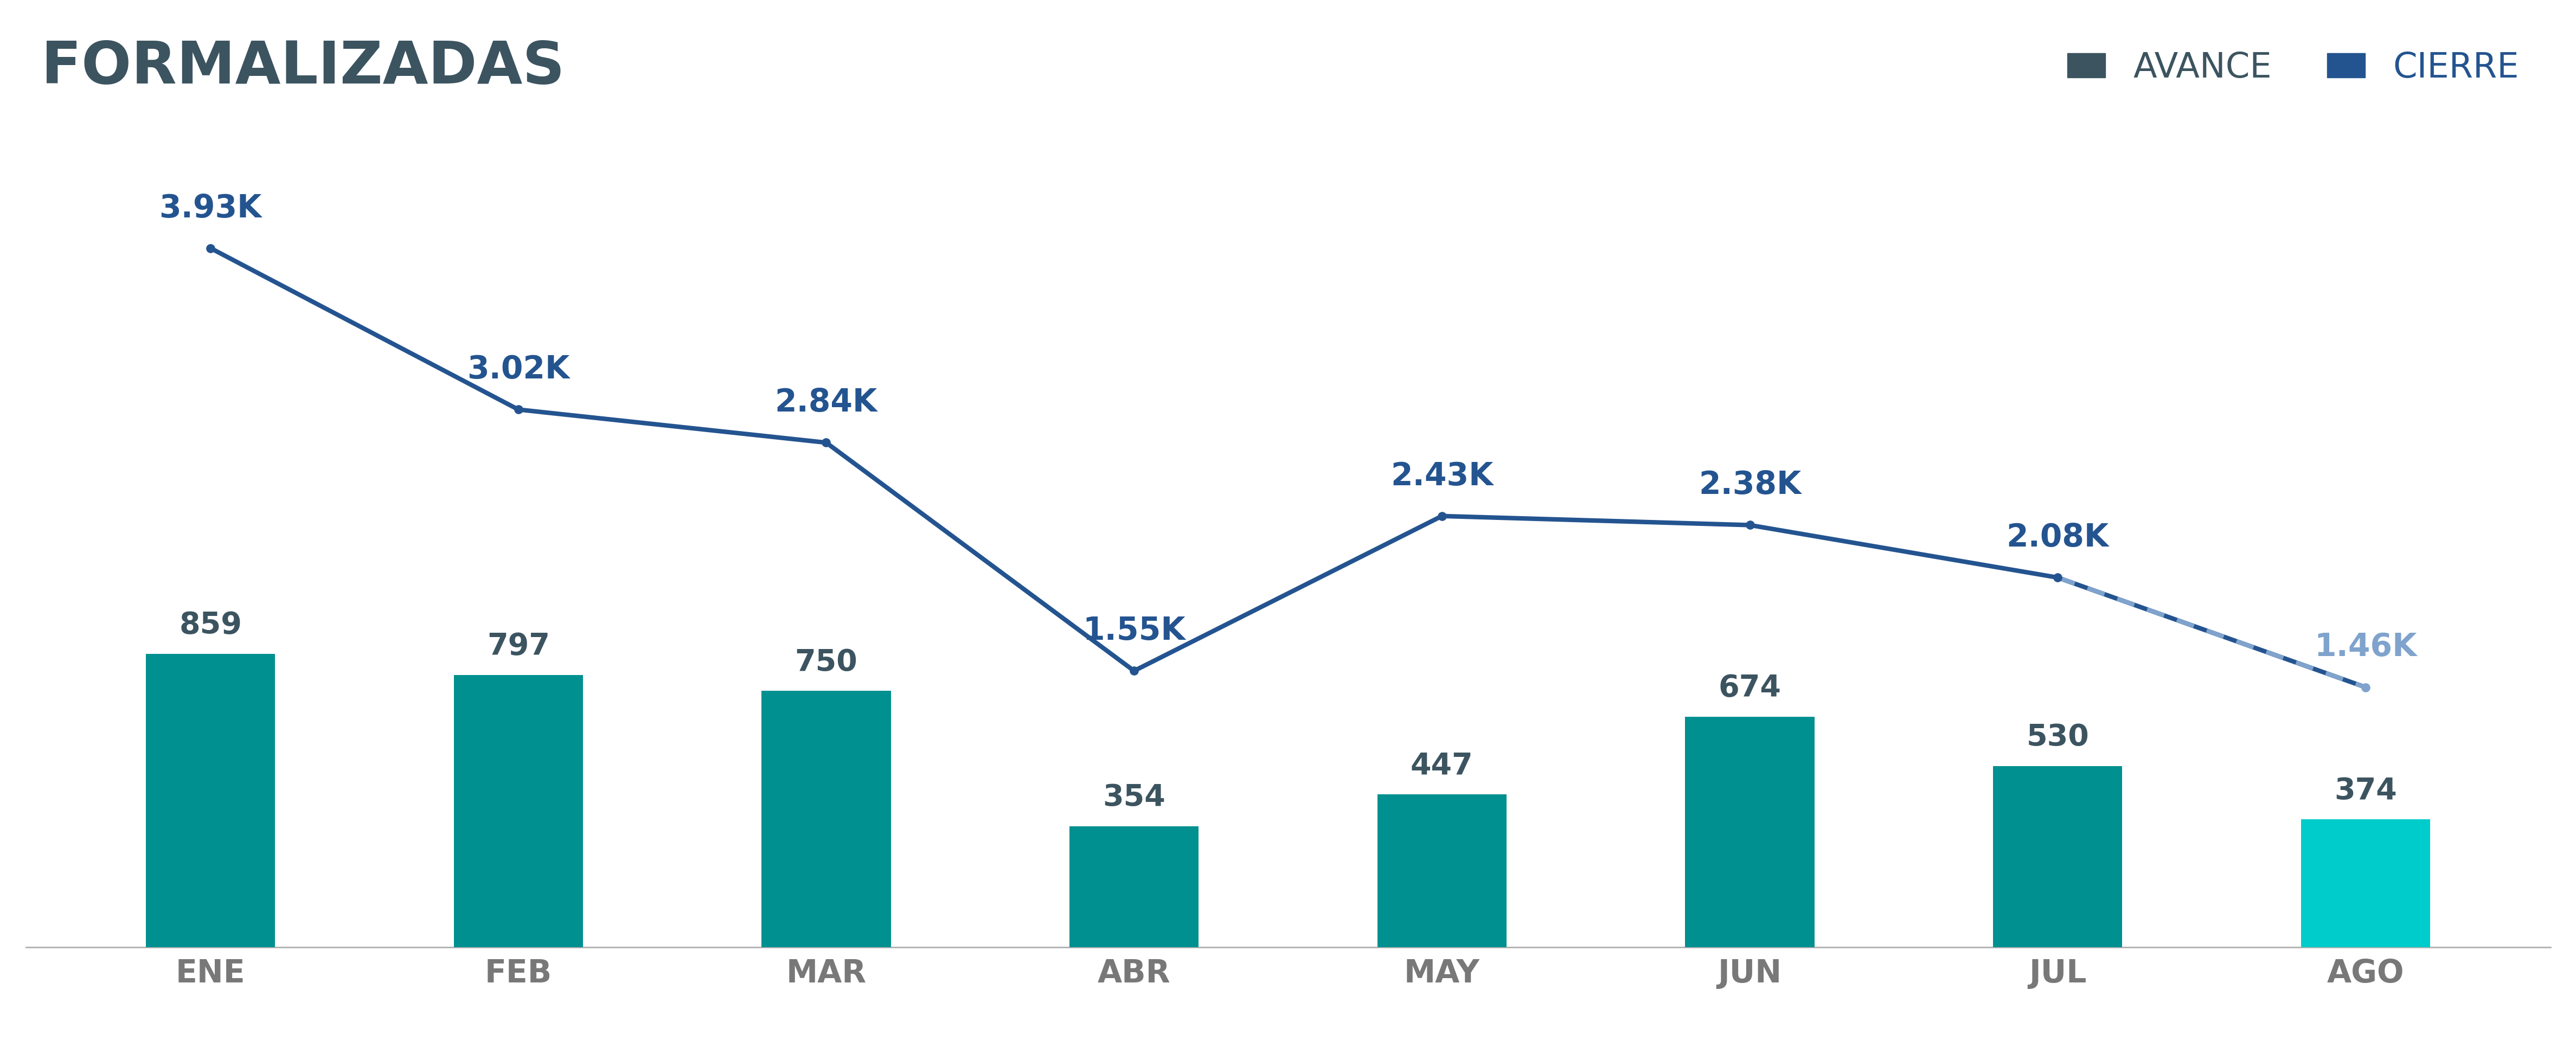 FORMALIZADAS
AVANCE CIERRE
3.93K
3.02K
2.84K
1.55K
2.43K
2.38K
2.08K
1.46K
859
797
750
354
447
674
530
374
ENE FEB MAR ABR MAY JUN JUL AGO